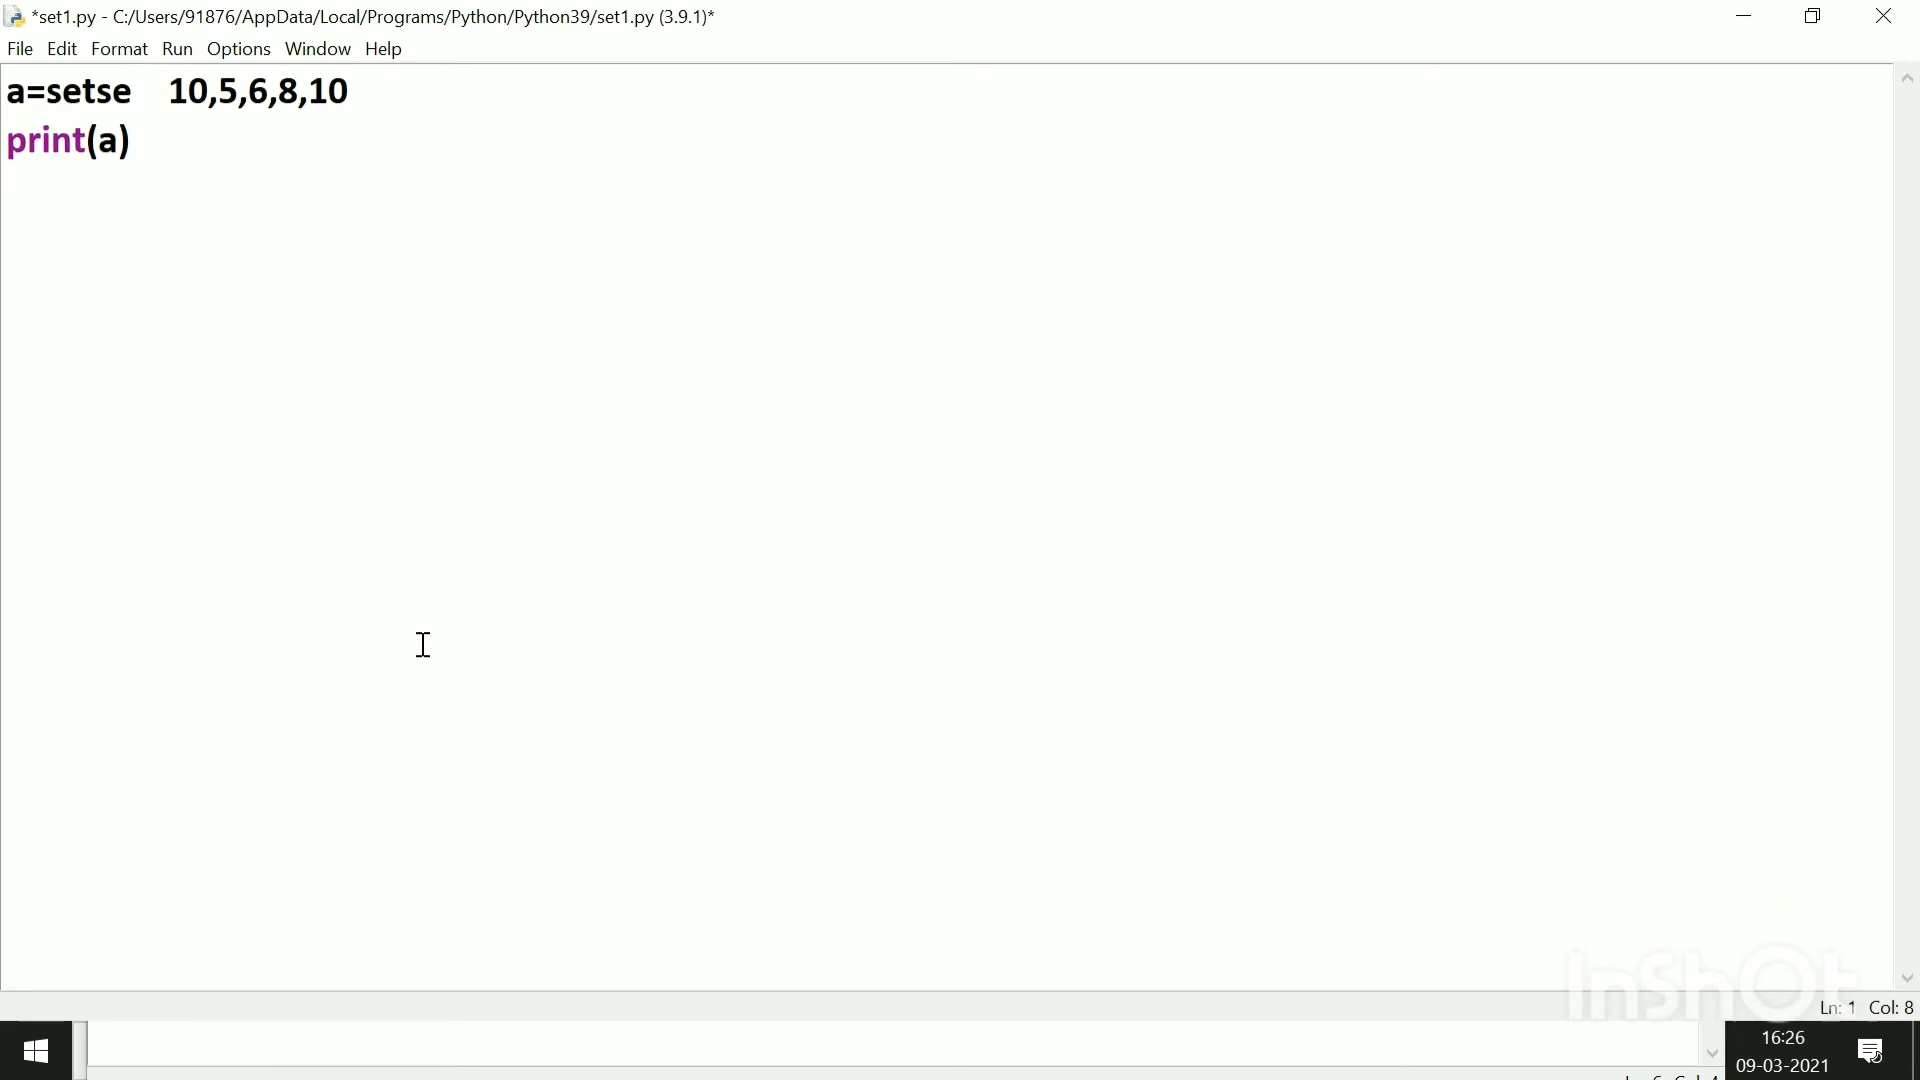 *set1.py - C:/Users/91876/AppData/Local/Programs/Python/Python39/set1.py (3.9.1)*
File Edit Format Run Options Window Help
a=setse 10,5,6,8,10
print(a)
InShOt
Ln: 1 Col: 8
16:26
09-03-2021